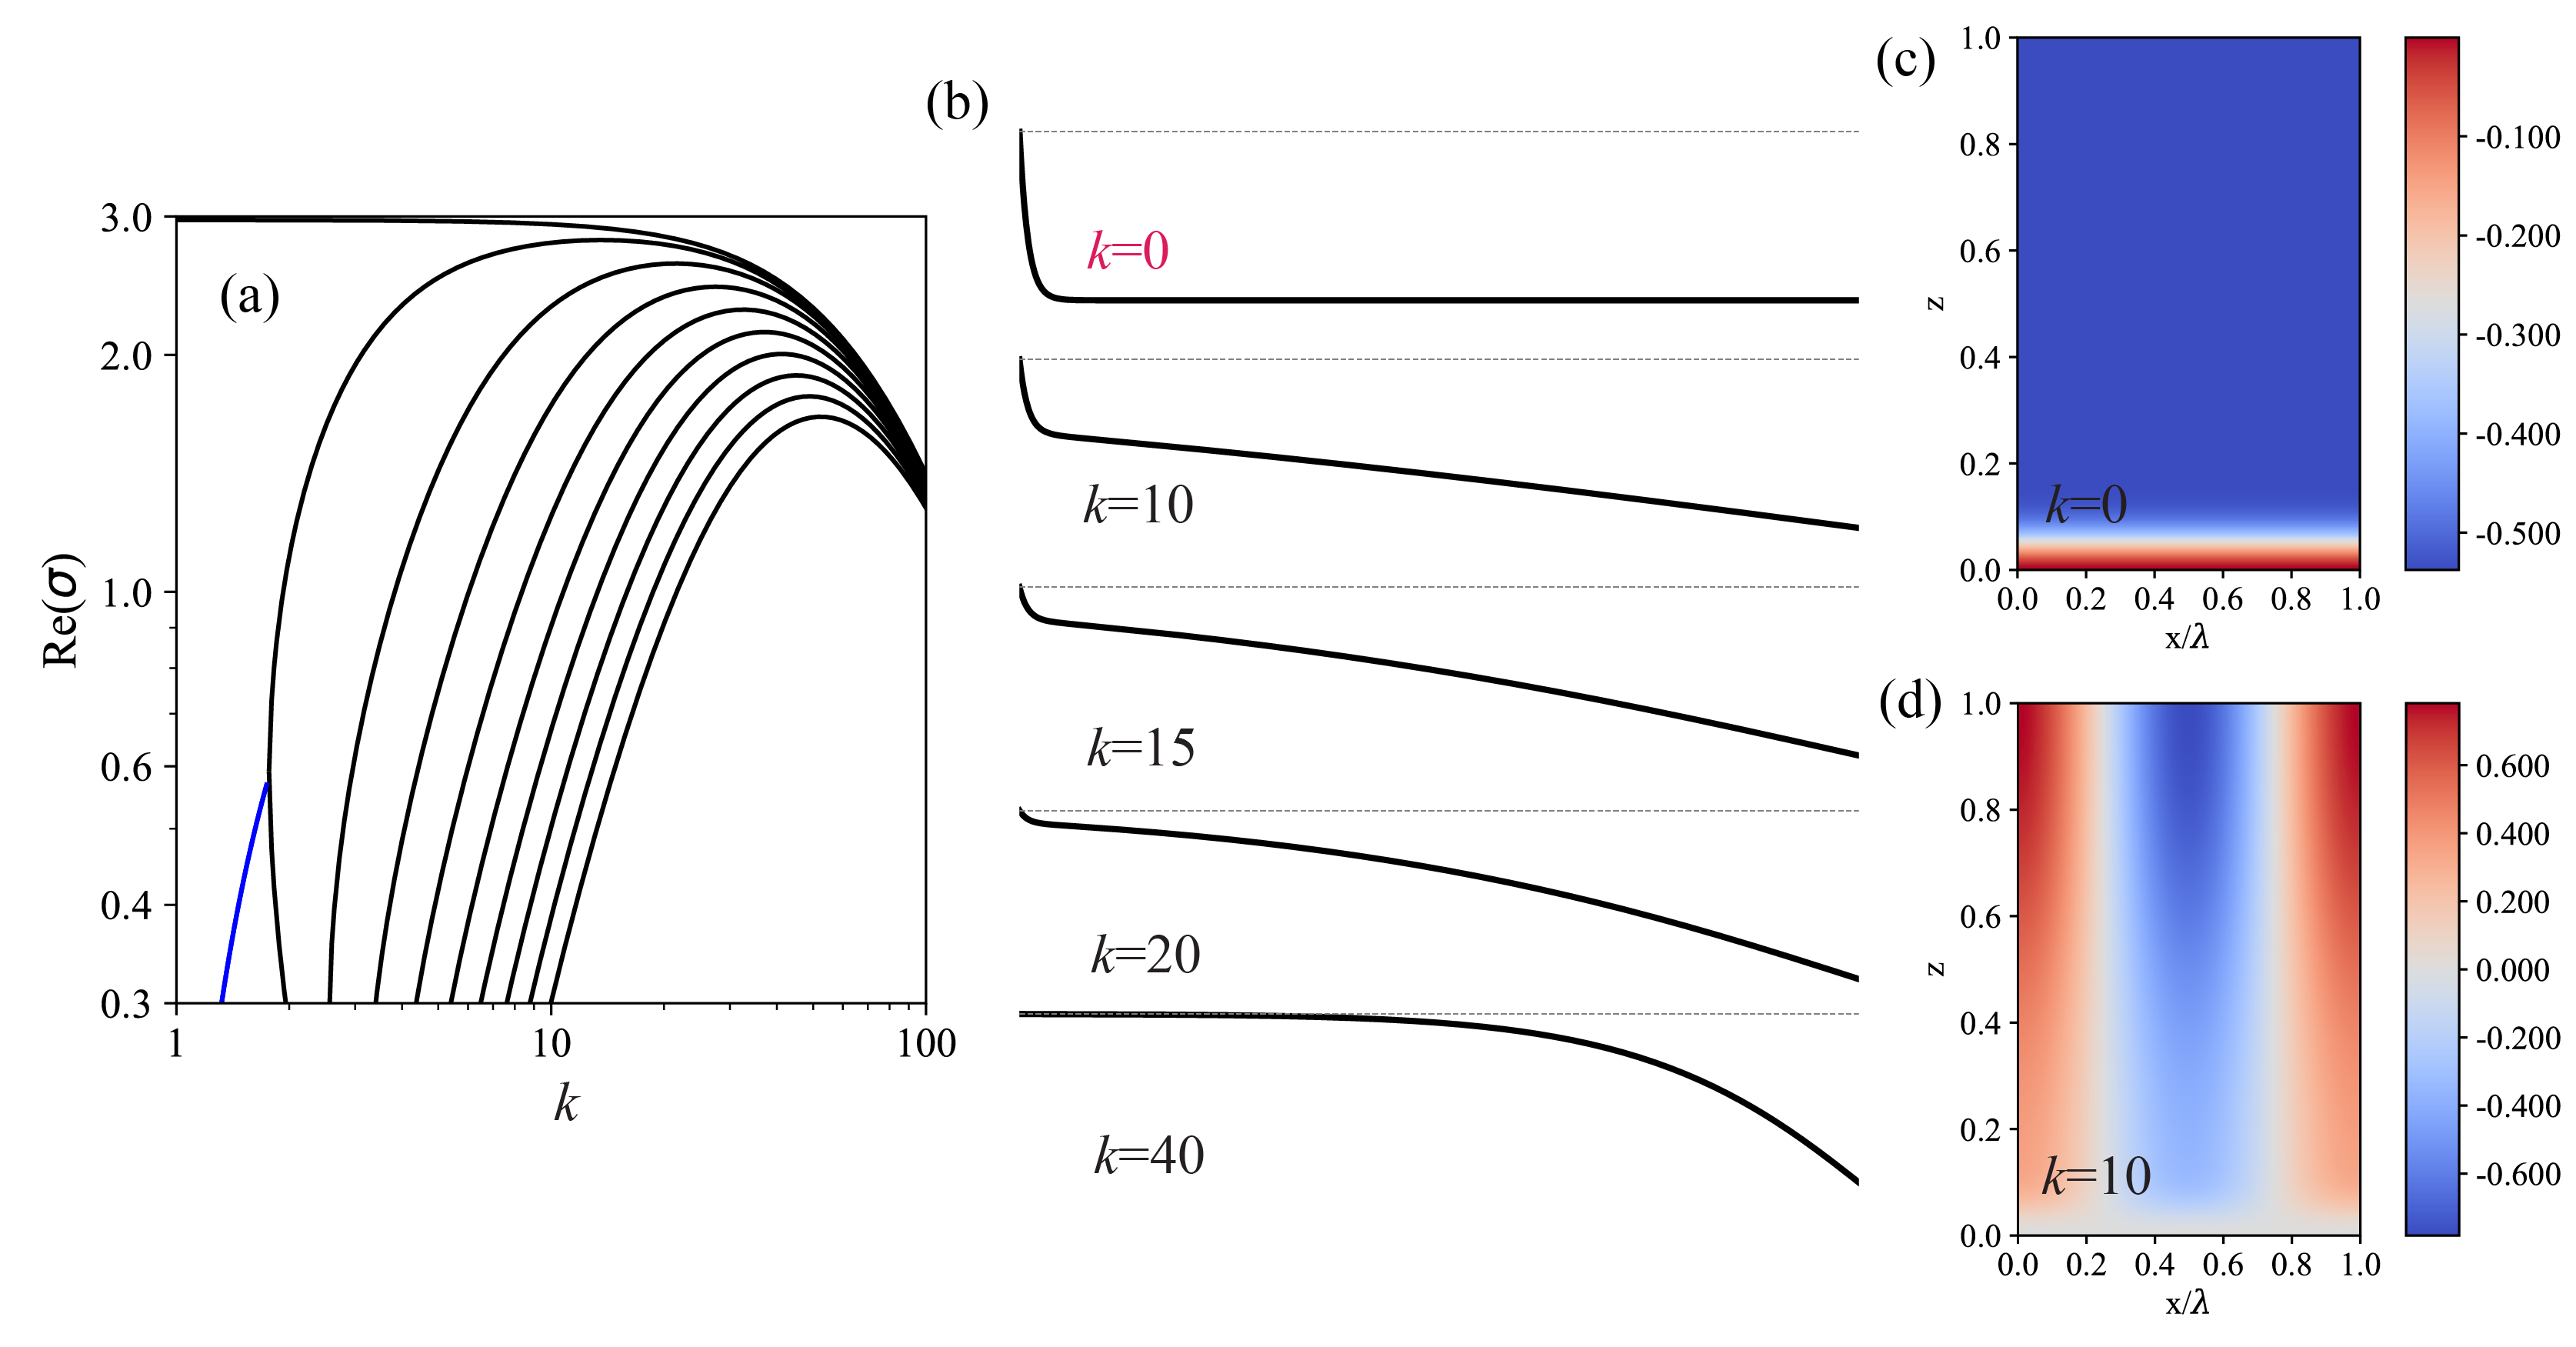 (a)
3.0
2.0
1.0
0.6
0.4
0.3
Re(σ)
1 10 100
k
(b)
k=0
k=10
k=15
k=20
k=40
(c)
1.0
0.8
0.6
0.4
0.2
0.0
z
k=0
0.0 0.2 0.4 0.6 0.8 1.0
x/λ
-0.100
-0.200
-0.300
-0.400
-0.500
(d)
1.0
0.8
0.6
0.4
0.2
0.0
z
k=10
0.0 0.2 0.4 0.6 0.8 1.0
x/λ
0.600
0.400
0.200
0.000
-0.200
-0.400
-0.600